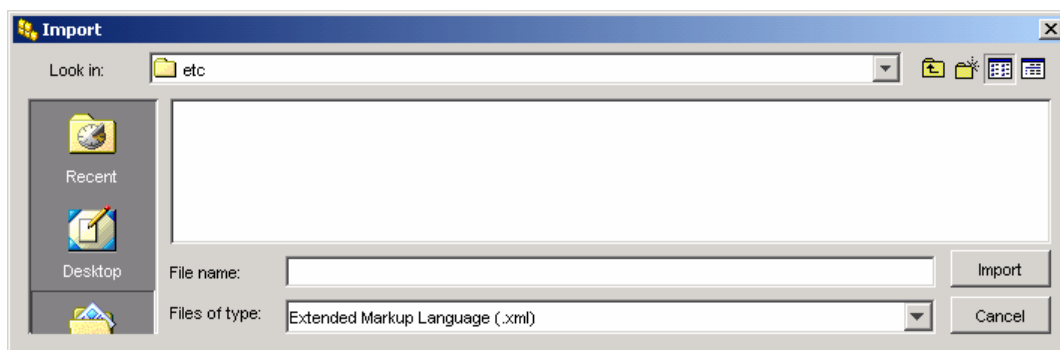 Import
Look in:
etc
Recent
Desktop
File name:
Import
Files of type:
Extended Markup Language (.xml)
Cancel